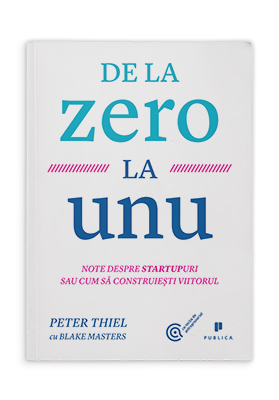 DE LA
zero
LA
unu
NOTE DESPRE STARTUPURI
SAU CUM SĂ CONSTRUIEȘTI VIITORUL
PETER THIEL
cu BLAKE MASTERS
PUBLICA